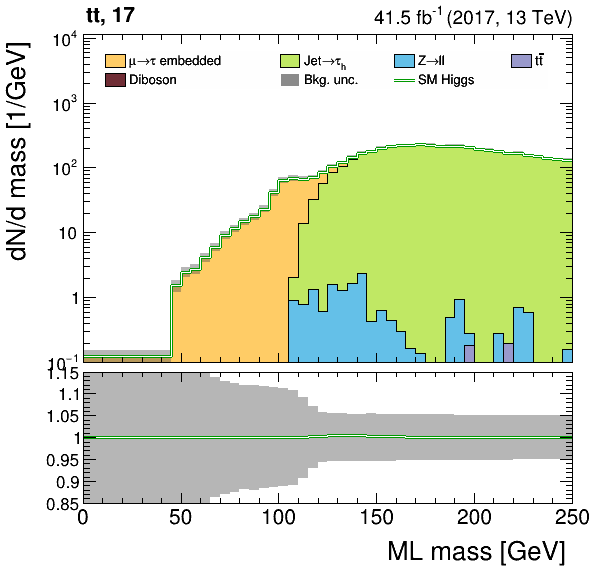 tt, 17
41.5 fb⁻¹ (2017, 13 TeV)
dN/d mass [1/GeV]
μ→τ embedded
Jet→τₕ
Z→ll
tt̄
Diboson
Bkg. unc.
SM Higgs
10⁴
10³
10²
10
1
10⁻¹
1.15
1.1
1.05
1
0.95
0.9
0.85
0 50 100 150 200 250
ML mass [GeV]